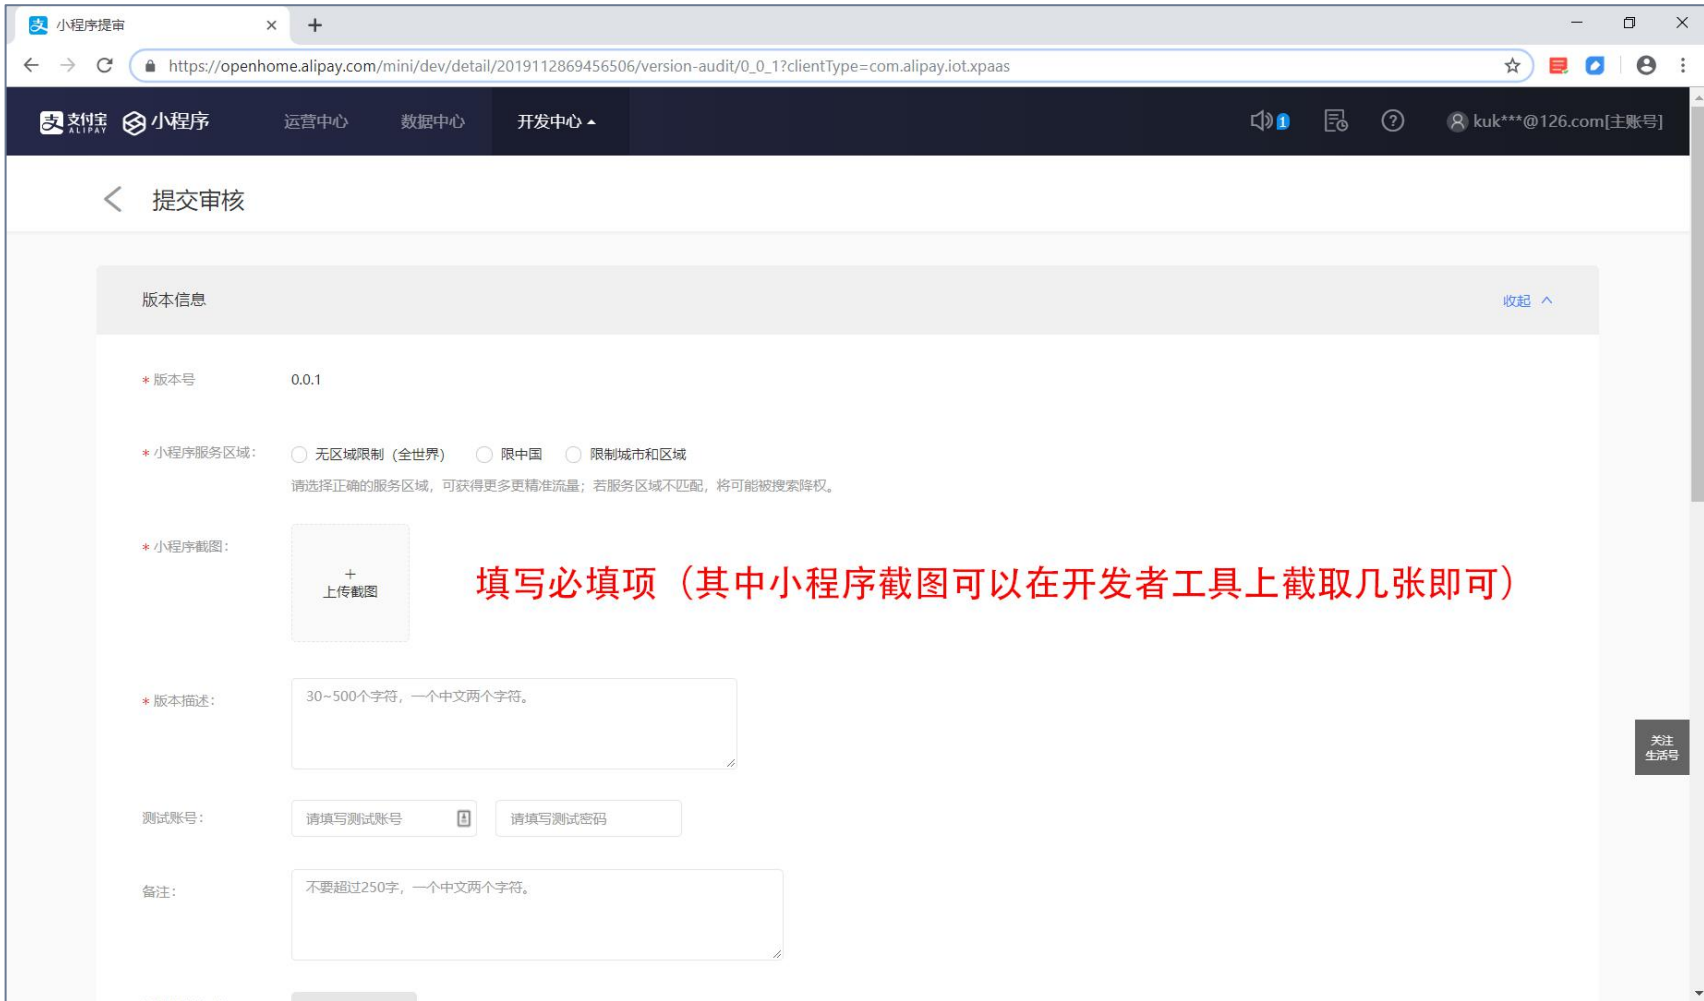 小程序提审
https://openhome.alipay.com/mini/dev/detail/2019112869456506/version-audit/0_0_1?clientType=com.alipay.iot.xpaas
支 支付宝 ALIPAY 小程序 运营中心 数据中心 开发中心 1 kuk***@126.com[主账号]
提交审核
版本信息 收起
* 版本号 0.0.1
* 小程序服务区域: 无区域限制 (全世界) 限中国 限制城市和区域
请选择正确的服务区域，可获得更多更精准流量；若服务区域不匹配，将可能被搜索降权。
* 小程序截图:
+
上传截图
填写必填项（其中小程序截图可以在开发者工具上截取几张即可）
* 版本描述: 30~500个字符，一个中文两个字符。
关注
生活号
测试账号: 请填写测试账号 请填写测试密码
备注: 不要超过250字，一个中文两个字符。